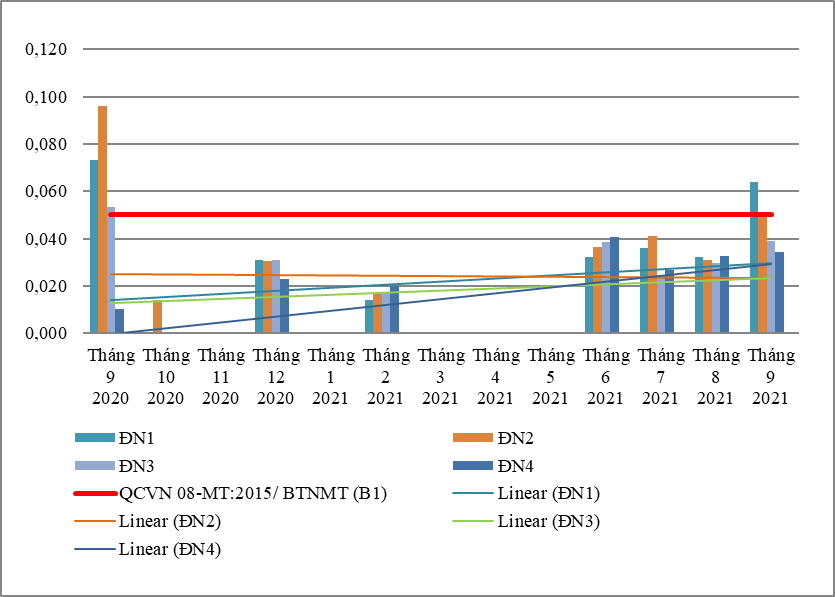 0,120
0,100
0,080
0,060
0,040
0,020
0,000
Tháng Tháng Tháng Tháng Tháng Tháng Tháng Tháng Tháng Tháng Tháng Tháng Tháng
9 10 11 12 1 2 3 4 5 6 7 8 9
2020 2020 2020 2020 2021 2021 2021 2021 2021 2021 2021 2021 2021
ĐN1 ĐN2
ĐN3 ĐN4
QCVN 08-MT:2015/ BTNMT (B1) Linear (ĐN1)
Linear (ĐN2) Linear (ĐN3)
Linear (ĐN4)